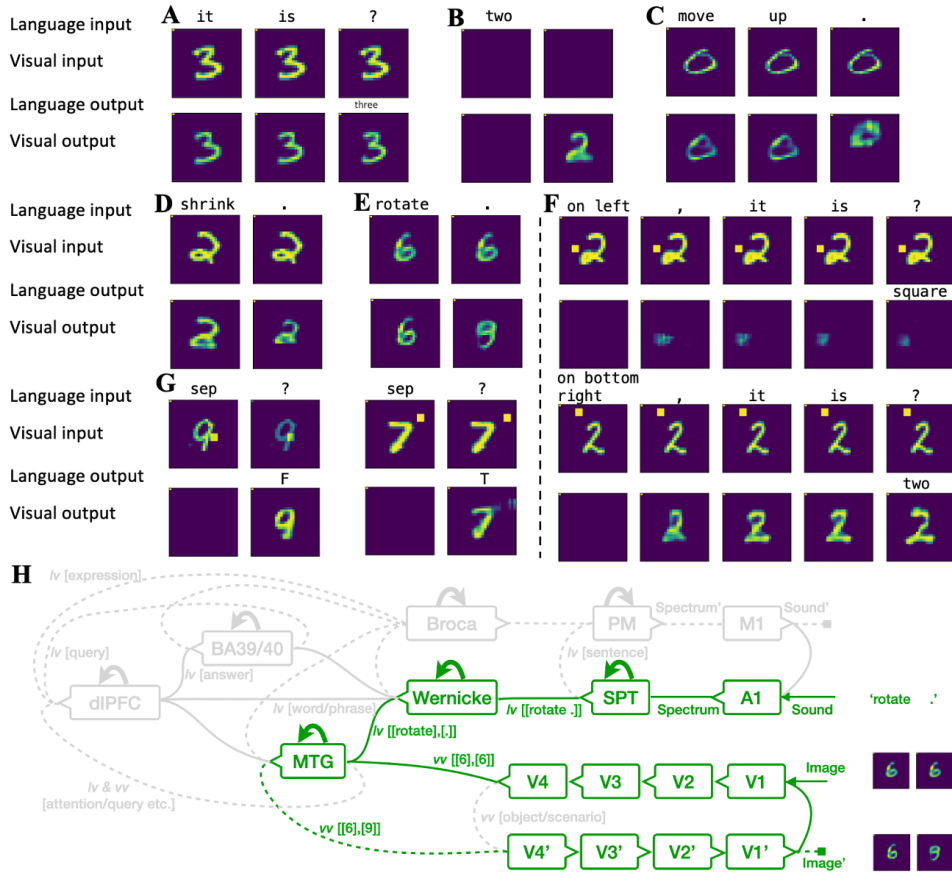 A it is ? B two C move up .
Language input
Visual input
Language output
three
Visual output
D shrink . E rotate . F on left , it is ?
Language input
Visual input
Language output
square
Visual output
G sep ? sep ? on bottom right , it is ?
Language input
Visual input
Language output
F T two
Visual output
H
lv [expression]
Broca PM Spectrum' M1 Sound'
lv [query]
BA39/40
lv [sentence]
lv [answer]
dlPFC
Wernicke SPT A1 'rotate .'
lv [word/phrase] lv [[rotate .]] Spectrum Sound
lv [[rotate],[.]]
MTG
vv [[6],[6]]
Image
V4 V3 V2 V1
lv & vv
[attention/query etc.]
vv [object/scenario]
vv [[6],[9]]
V4' V3' V2' V1'
Image'